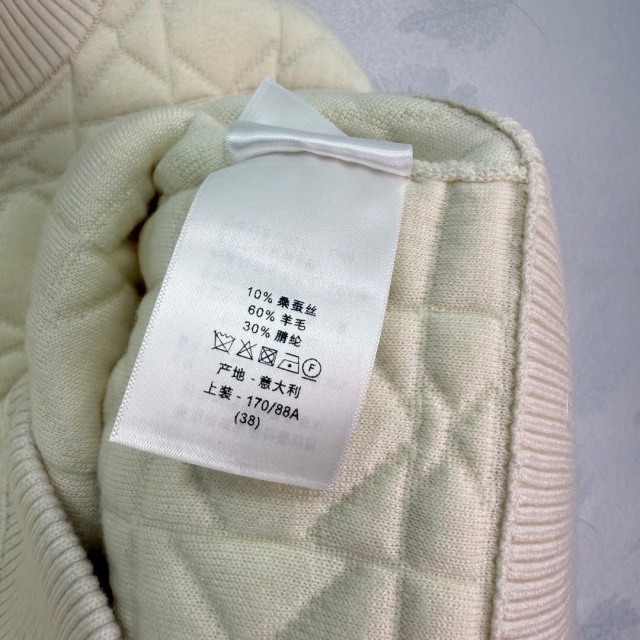 10% 桑蚕丝
60% 羊毛
30% 腈纶
F
产地 - 意大利
上装 - 170/88A
(38)